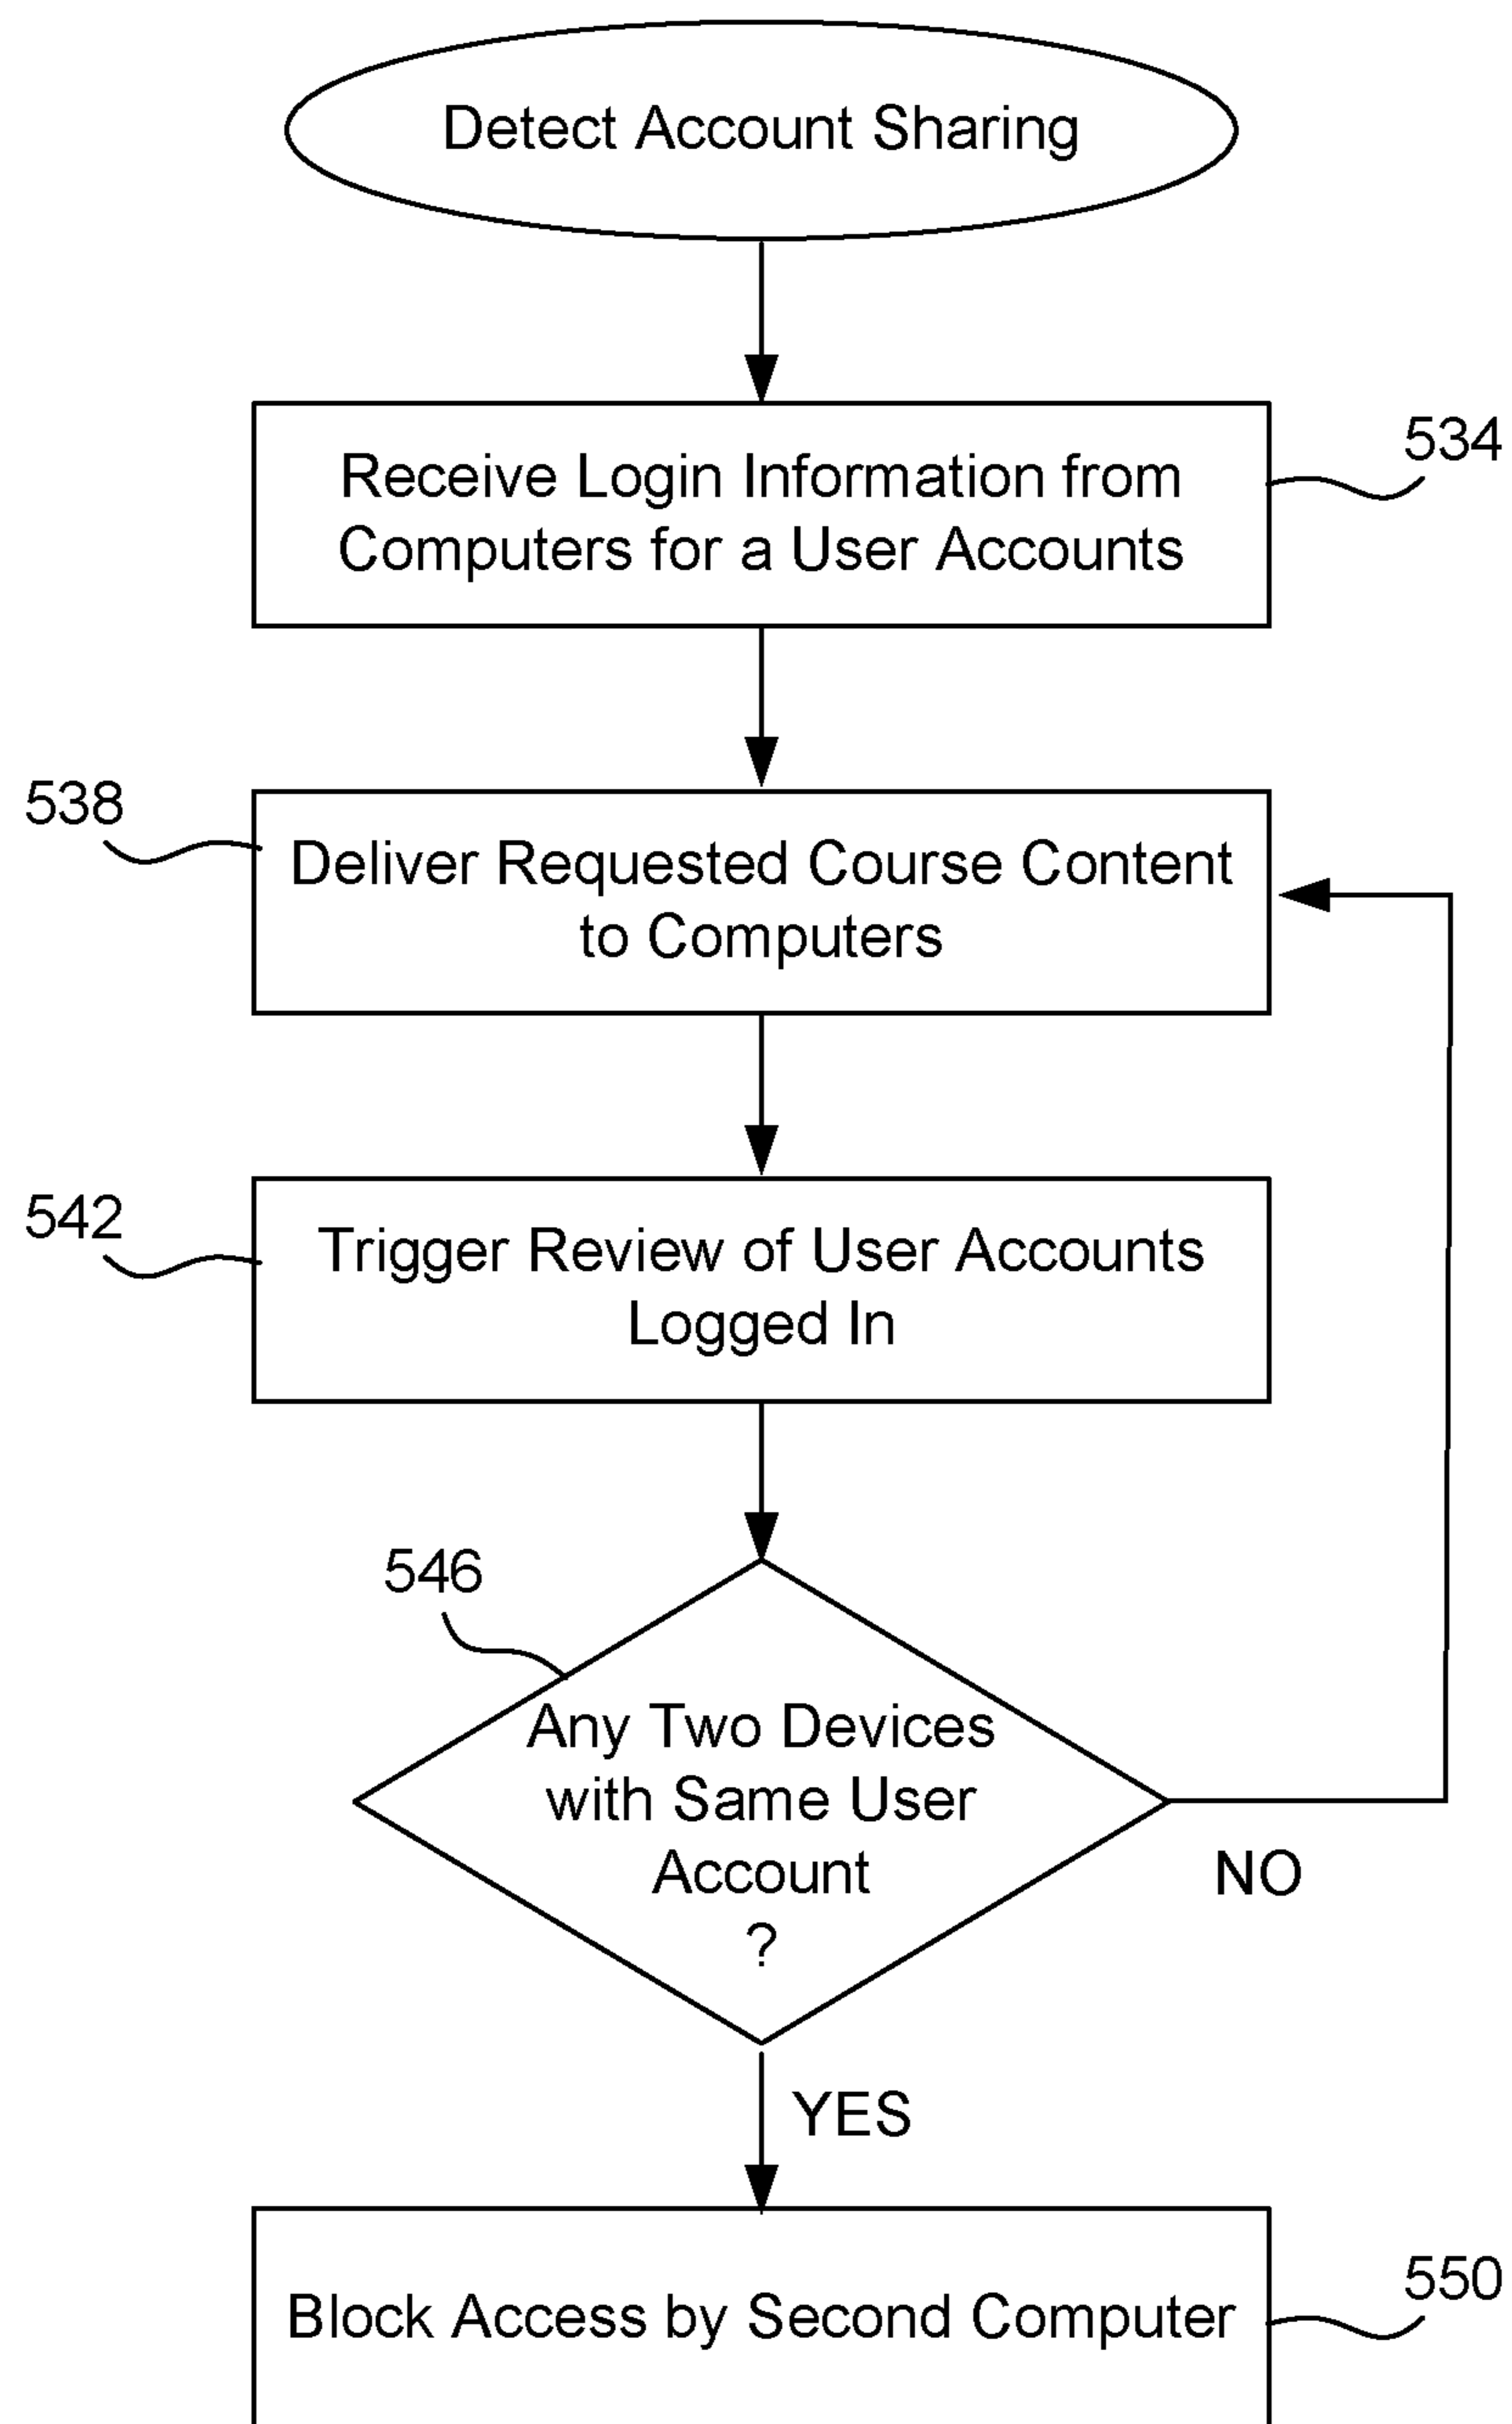 Detect Account Sharing
Receive Login Information from
Computers for a User Accounts
534
538
Deliver Requested Course Content
to Computers
542
Trigger Review of User Accounts
Logged In
546
Any Two Devices
with Same User
Account
?
NO
YES
Block Access by Second Computer
550